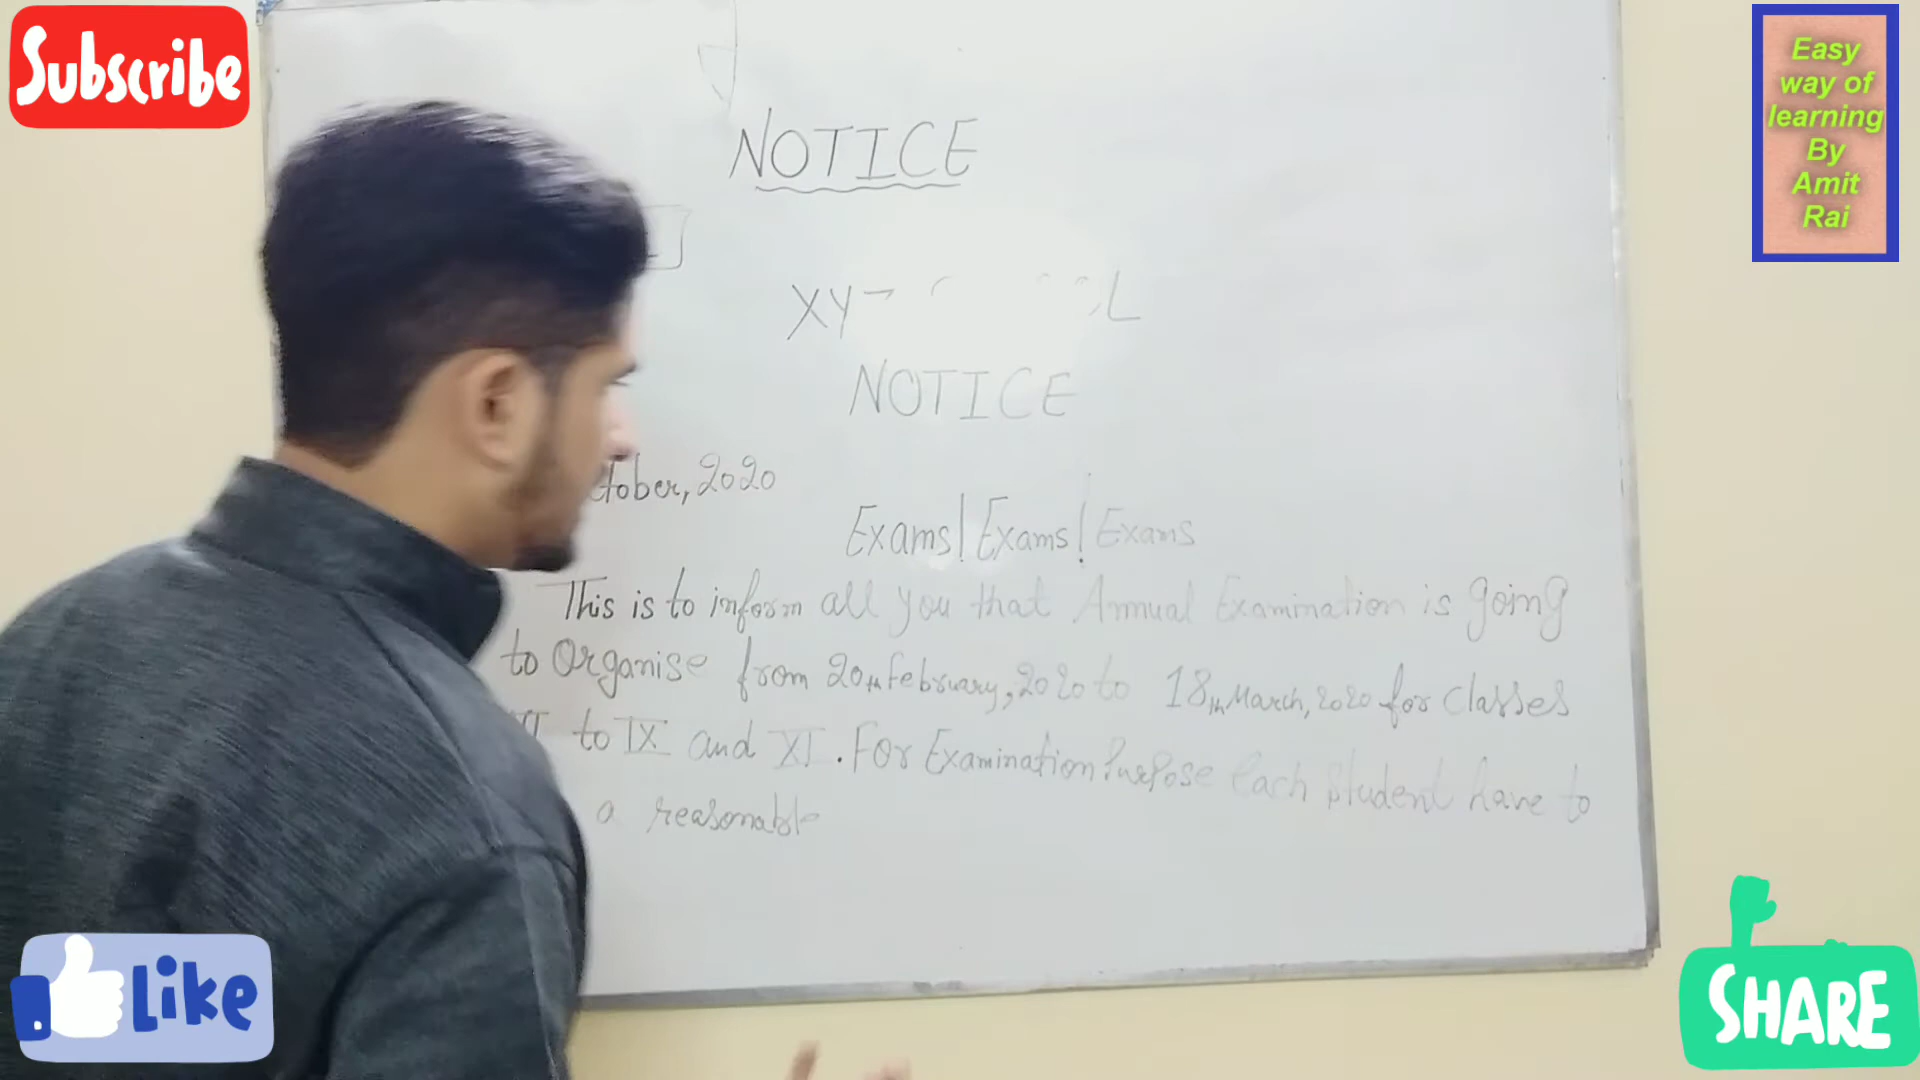 Subscribe
Easy
way of
learning
By
Amit
Rai
NOTICE
NOTICE
2020
Exams! Exams! Exams
This is to inform all you that Annual Examination is going
to Organise from 20th February, 2020 to 18th March, 2020 for Classes
to IX and XI. For Examination Purpose Each Student have to
a reasonable
Like
SHARE